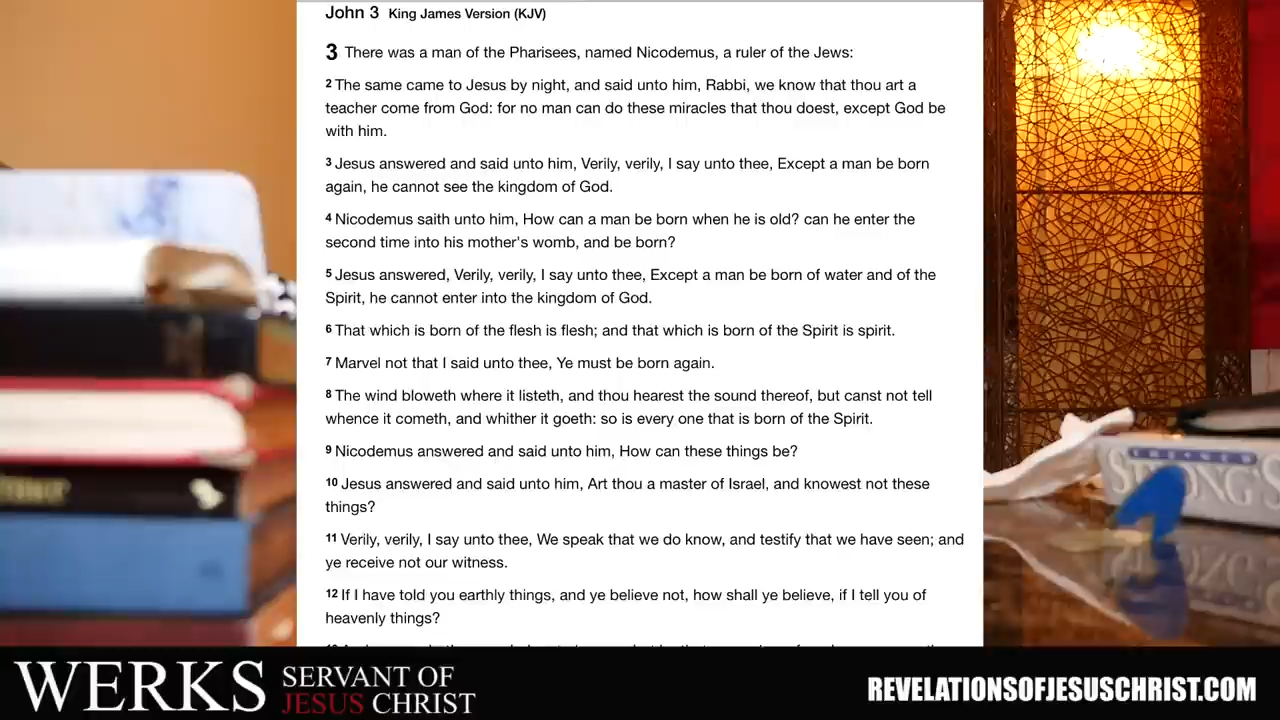 John 3 King James Version (KJV)
3 There was a man of the Pharisees, named Nicodemus, a ruler of the Jews:
2 The same came to Jesus by night, and said unto him, Rabbi, we know that thou art a
teacher come from God: for no man can do these miracles that thou doest, except God be
with him.
3 Jesus answered and said unto him, Verily, verily, I say unto thee, Except a man be born
again, he cannot see the kingdom of God.
4 Nicodemus saith unto him, How can a man be born when he is old? can he enter the
second time into his mother's womb, and be born?
5 Jesus answered, Verily, verily, I say unto thee, Except a man be born of water and of the
Spirit, he cannot enter into the kingdom of God.
6 That which is born of the flesh is flesh; and that which is born of the Spirit is spirit.
7 Marvel not that I said unto thee, Ye must be born again.
8 The wind bloweth where it listeth, and thou hearest the sound thereof, but canst not tell
whence it cometh, and whither it goeth: so is every one that is born of the Spirit.
9 Nicodemus answered and said unto him, How can these things be?
10 Jesus answered and said unto him, Art thou a master of Israel, and knowest not these
things?
11 Verily, verily, I say unto thee, We speak that we do know, and testify that we have seen; and
ye receive not our witness.
12 If I have told you earthly things, and ye believe not, how shall ye believe, if I tell you of
heavenly things?
STRONG'S
WERKS SERVANT OF
JESUS CHRIST
REVELATIONSOFJESUSCHRIST.COM